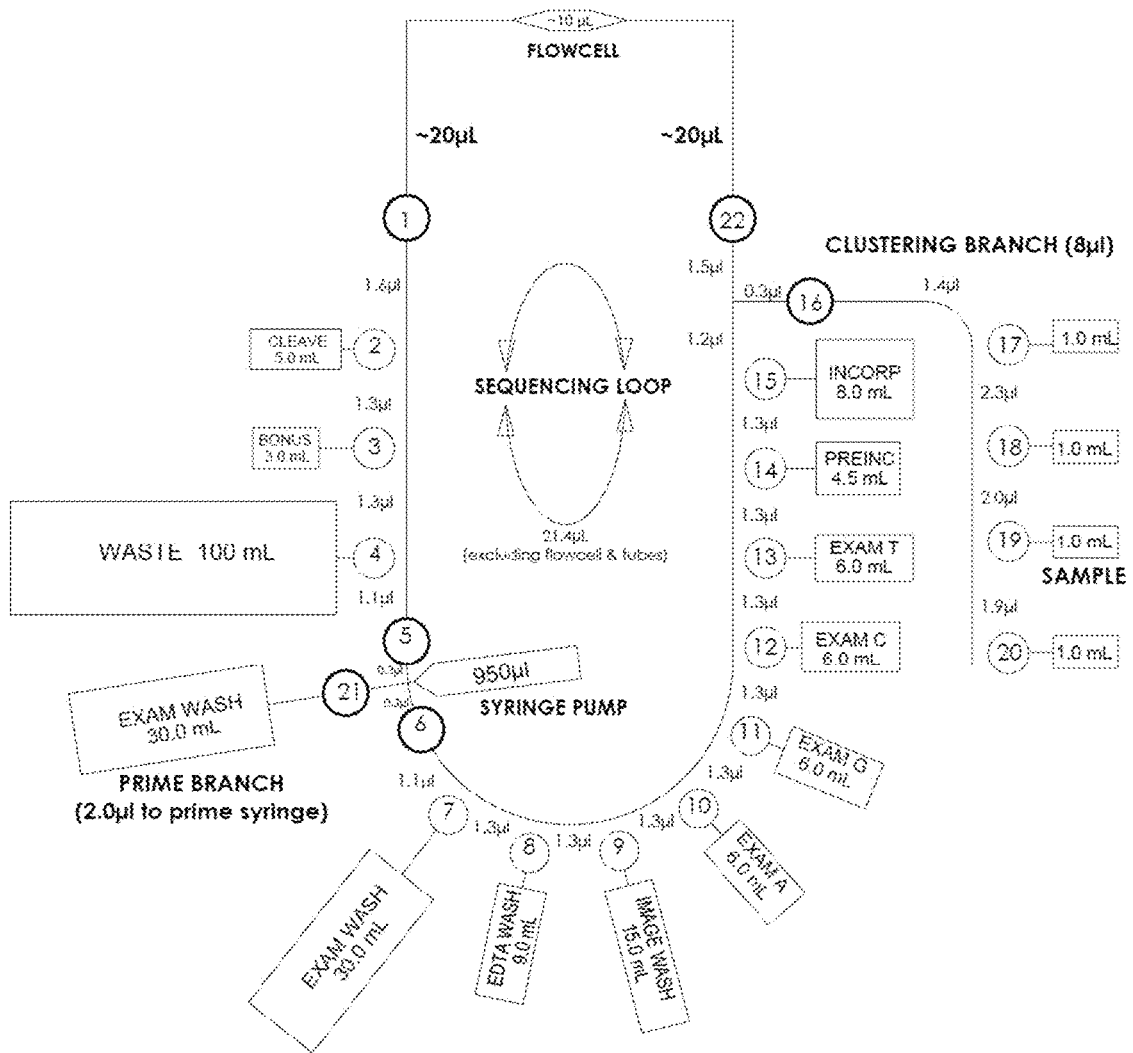 ~10 µL
FLOWCELL
~20µL
~20µL
1
22
CLUSTERING BRANCH (8µl)
1.5µl
1.6µl
0.3µl
16
1.4µl
CLEAVE
5.0 mL
2
1.2µl
17
1.0 mL
SEQUENCING LOOP
15
INCORP
8.0 mL
2.3µl
1.3µl
1.3µl
BONUS
3.0 mL
3
14
PREINC
4.5 mL
18
1.0 mL
1.3µl
1.3µl
2.0µl
WASTE 100 mL
4
21.4µL
(excluding flowcell & tubes)
13
EXAM T
6.0 mL
19
1.0 mL
SAMPLE
1.1µl
1.3µl
1.9µl
5
12
EXAM C
6.0 mL
20
1.0 mL
0.3µl
950µl
SYRINGE PUMP
21
0.3µl
EXAM WASH
30.0 mL
6
1.3µl
PRIME BRANCH
(2.0µl to prime syringe)
11
EXAM G
6.0 mL
1.1µl
1.3µl
7
1.3µl
1.3µl
1.3µl
10
EXAM A
6.0 mL
8
9
EXAM WASH
30.0 mL
EDTA WASH
9.0 mL
IMAGE WASH
15.0 mL